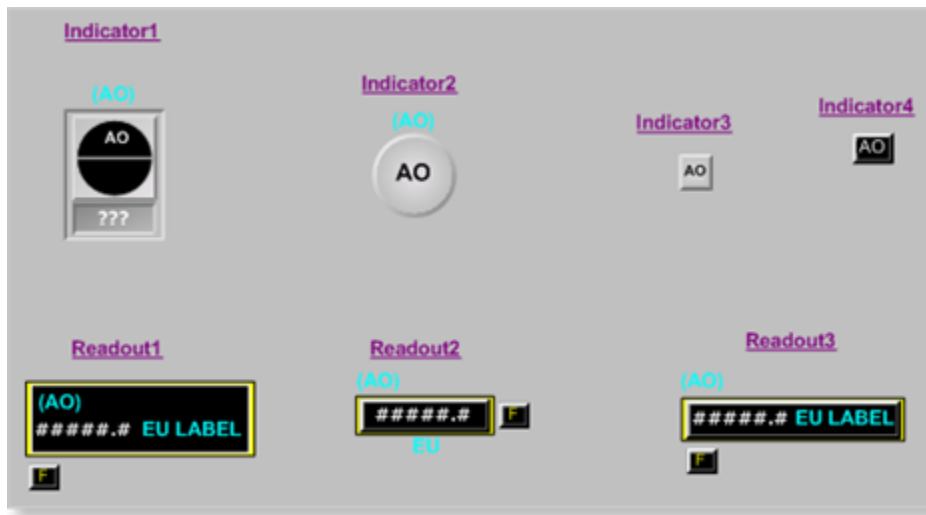 Indicator1
(AO)
AO
???
Indicator2
(AO)
AO
Indicator3
AO
Indicator4
AO
Readout1
(AO)
#####.# EU LABEL
F
Readout2
(AO)
#####.# F
EU
Readout3
(AO)
#####.# EU LABEL
F